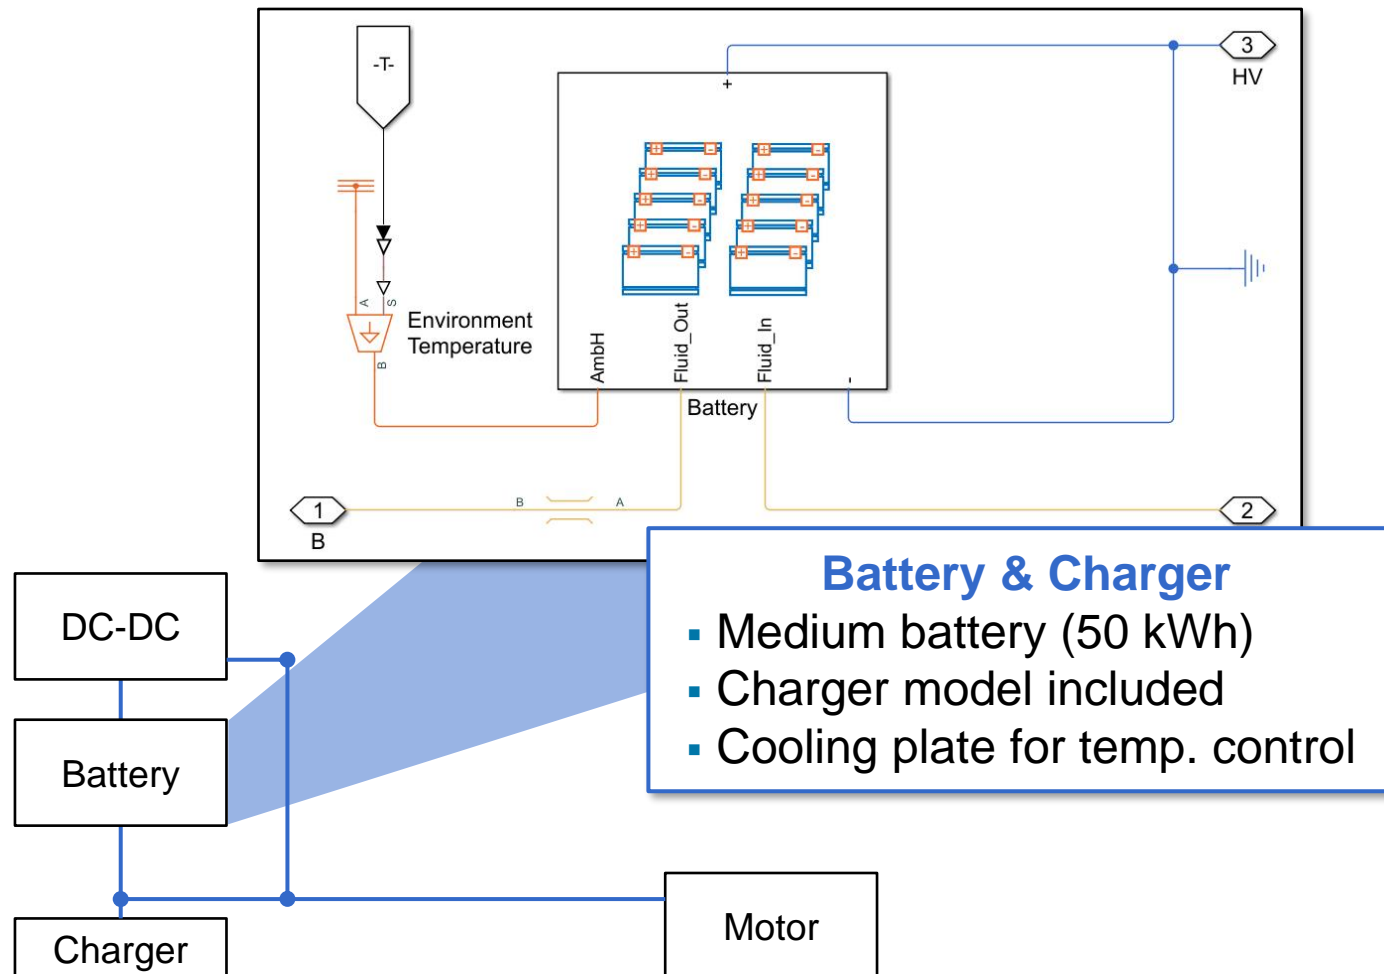 -T-
3
HV
+
A
S
Environment
Temperature
B
AmbH
Fluid_Out
Fluid_In
-
Battery
1
B
B
A
2
Battery & Charger
▪ Medium battery (50 kWh)
▪ Charger model included
▪ Cooling plate for temp. control
DC-DC
Battery
Charger
Motor